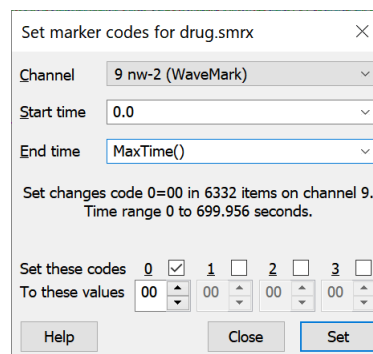 Set marker codes for drug.smrx
Channel 9 nw-2 (WaveMark)
Start time 0.0
End time MaxTime()
Set changes code 0=00 in 6332 items on channel 9.
Time range 0 to 699.956 seconds.
Set these codes 0 1 2 3
To these values 00 00 00 00
Help Close Set